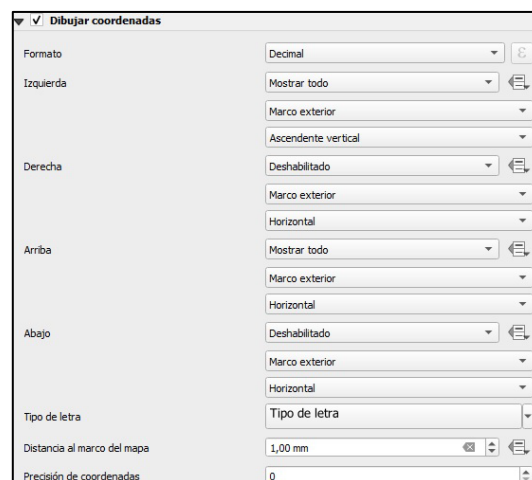 Dibujar coordenadas
Formato Decimal ε
Izquierda Mostrar todo
Marco exterior
Ascendente vertical
Derecha Deshabilitado
Marco exterior
Horizontal
Arriba Mostrar todo
Marco exterior
Horizontal
Abajo Deshabilitado
Marco exterior
Horizontal
Tipo de letra Tipo de letra
Distancia al marco del mapa 1,00 mm
Precisión de coordenadas 0